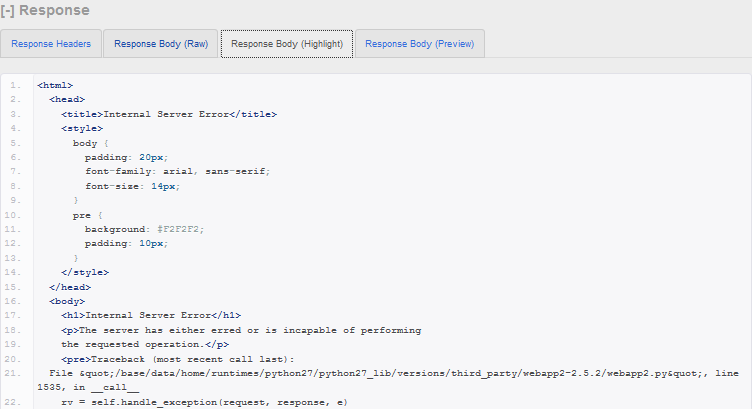 [-] Response
Response Headers Response Body (Raw) Response Body (Highlight) Response Body (Preview)
1. <html>
2. <head>
3. <title>Internal Server Error</title>
4. <style>
5. body {
6. padding: 20px;
7. font-family: arial, sans-serif;
8. font-size: 14px;
9. }
10. pre {
11. background: #F2F2F2;
12. padding: 10px;
13. }
14. </style>
15. </head>
16. <body>
17. <h1>Internal Server Error</h1>
18. <p>The server has either erred or is incapable of performing
19. the requested operation.</p>
20. <pre>Traceback (most recent call last):
21. File &quot;/base/data/home/runtimes/python27/python27_lib/versions/third_party/webapp2-2.5.2/webapp2.py&quot;, line
1535, in __call__
22. rv = self.handle_exception(request, response, e)